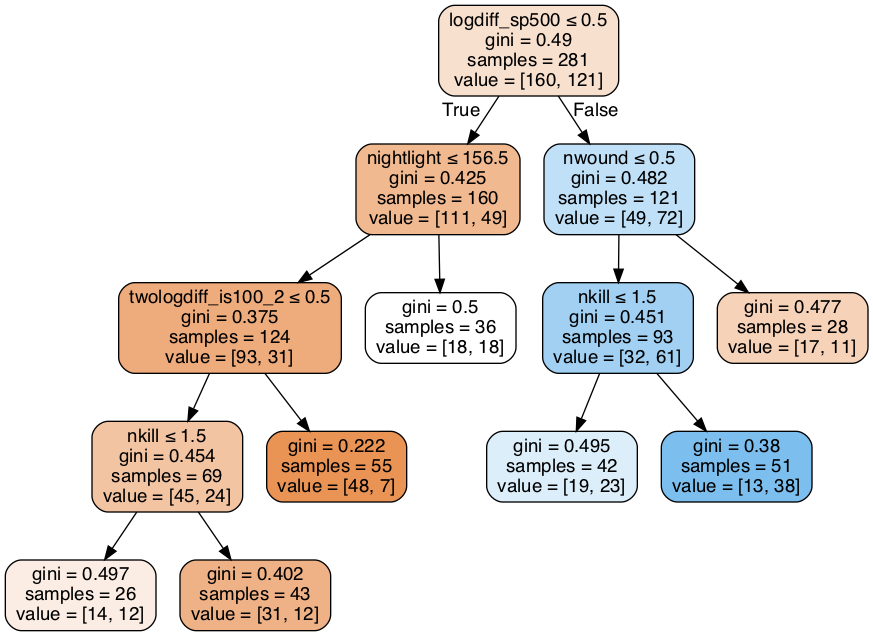 logdiff_sp500 ≤ 0.5
gini = 0.49
samples = 281
value = [160, 121]
True
False
nightlight ≤ 156.5
gini = 0.425
samples = 160
value = [111, 49]
nwound ≤ 0.5
gini = 0.482
samples = 121
value = [49, 72]
twologdiff_is100_2 ≤ 0.5
gini = 0.375
samples = 124
value = [93, 31]
gini = 0.5
samples = 36
value = [18, 18]
nkill ≤ 1.5
gini = 0.451
samples = 93
value = [32, 61]
gini = 0.477
samples = 28
value = [17, 11]
nkill ≤ 1.5
gini = 0.454
samples = 69
value = [45, 24]
gini = 0.222
samples = 55
value = [48, 7]
gini = 0.495
samples = 42
value = [19, 23]
gini = 0.38
samples = 51
value = [13, 38]
gini = 0.497
samples = 26
value = [14, 12]
gini = 0.402
samples = 43
value = [31, 12]